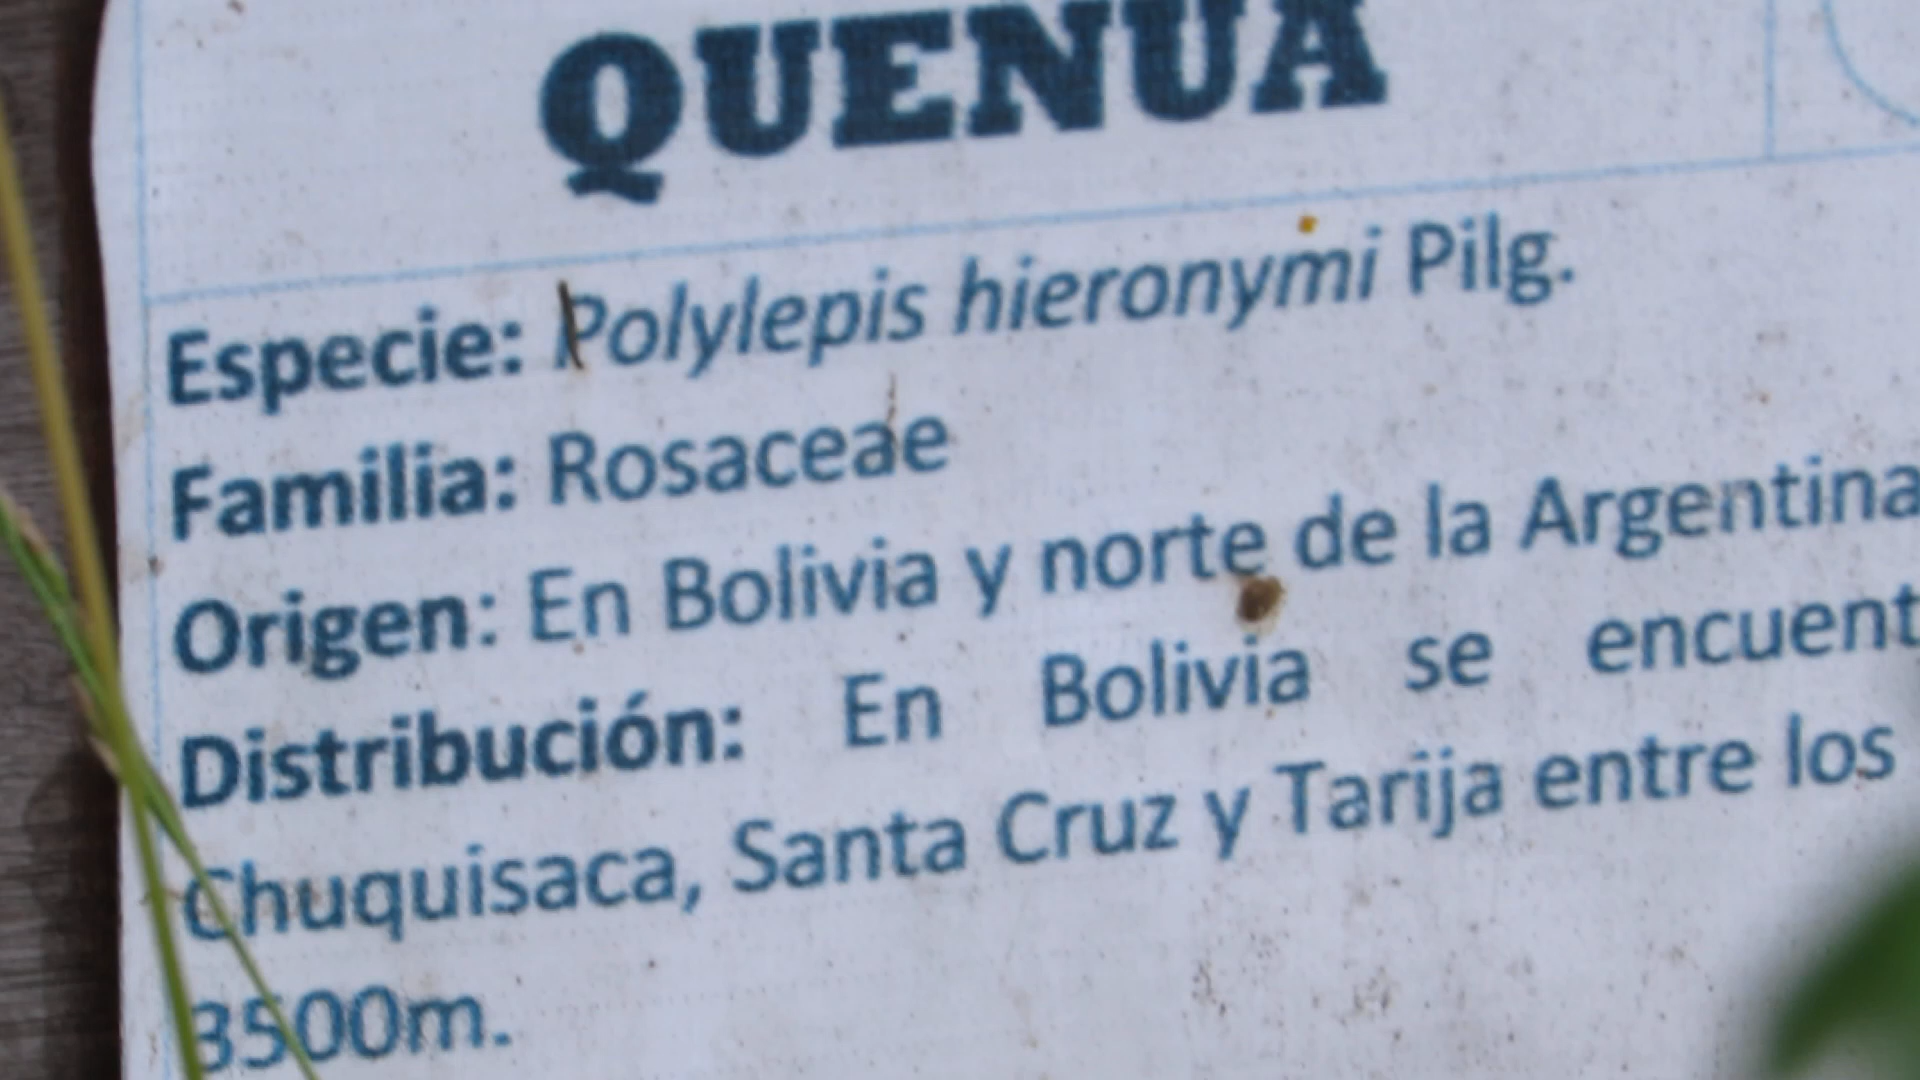 QUENUA
Especie: Polylepis hieronymi Pilg.
Familia: Rosaceae
Origen: En Bolivia y norte de la Argentina
Distribución: En Bolivia se encuent
Chuquisaca, Santa Cruz y Tarija entre los
3500m.